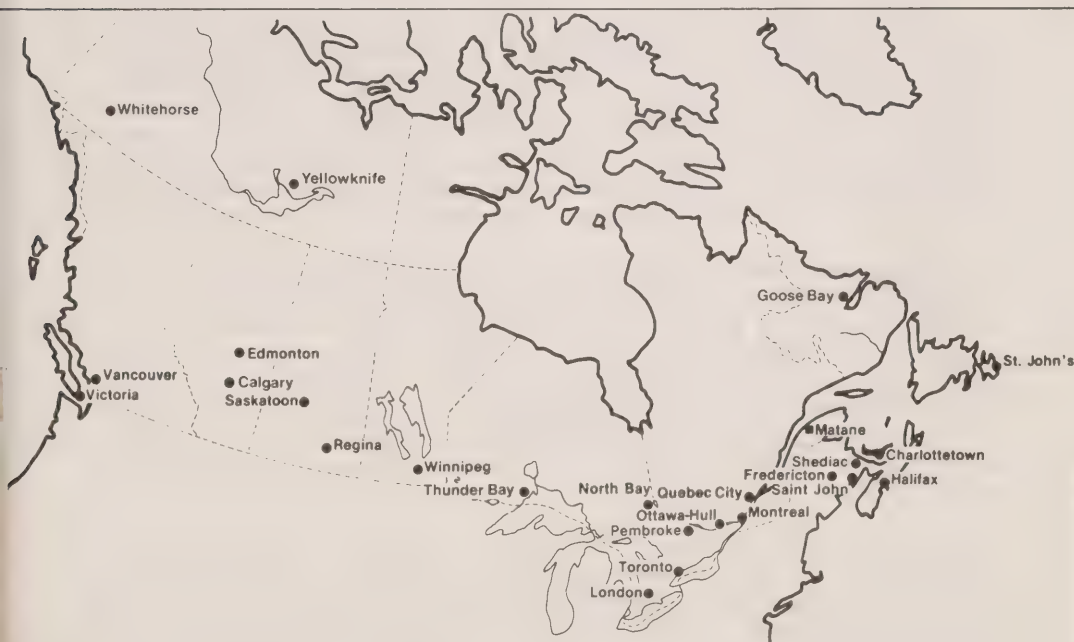 Whitehorse
Yellowknife
Goose Bay
Edmonton
St. John's
Vancouver
Calgary
Victoria
Saskatoon
Matane
Regina
Charlottetown
Shediac
Winnipeg
Fredericton
Halifax
Thunder Bay
North Bay
Quebec City
Saint John
Ottawa-Hull
Montreal
Pembroke
Toronto
London